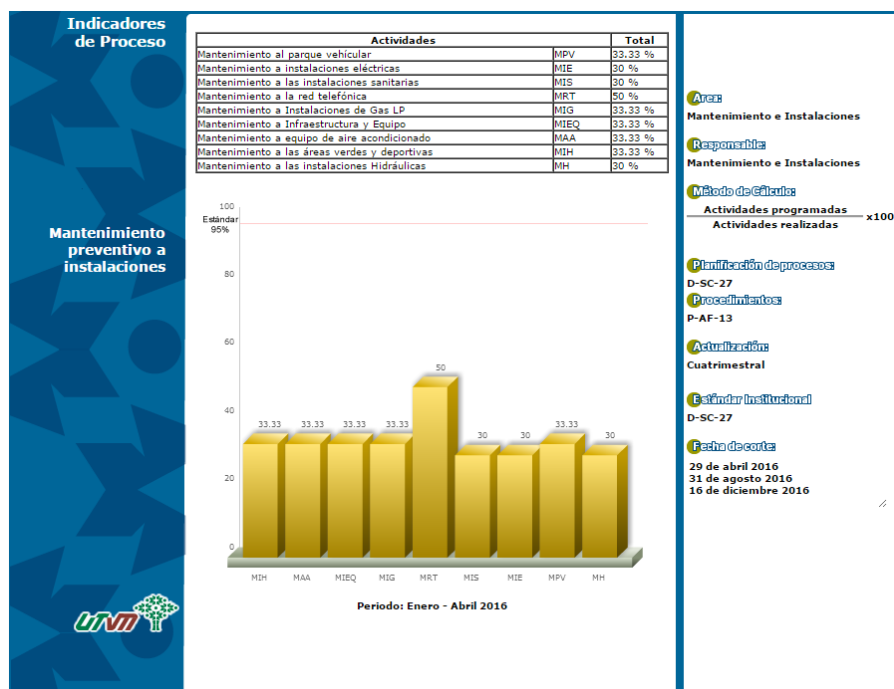 Indicadores
de Proceso
Mantenimiento
preventivo a
instalaciones
UTVM
Actividades Total
Mantenimiento al parque vehícular MPV 33.33 %
Mantenimiento a instalaciones eléctricas MIE 30 %
Mantenimiento a las instalaciones sanitarias MIS 30 %
Mantenimiento a la red telefónica MRT 50 %
Mantenimiento a Instalaciones de Gas LP MIG 33.33 %
Mantenimiento a Infraestructura y Equipo MIEQ 33.33 %
Mantenimiento a equipo de aire acondicionado MAA 33.33 %
Mantenimiento a las áreas verdes y deportivas MIH 33.33 %
Mantenimiento a las instalaciones Hidráulicas MH 30 %
100
Estándar
95%
80
60
40
20
0
33.33 33.33 33.33 33.33 50 30 30 33.33 30
MIH MAA MIEQ MIG MRT MIS MIE MPV MH
Periodo: Enero - Abril 2016
Area:
Mantenimiento e Instalaciones
Responsable:
Mantenimiento e Instalaciones
Método de Cálculo:
Actividades programadas
x100
Actividades realizadas
Planificación de procesos:
D-SC-27
Procedimientos:
P-AF-13
Actualización:
Cuatrimestral
Estándar Institucional
D-SC-27
Fecha de corte:
29 de abril 2016
31 de agosto 2016
16 de diciembre 2016